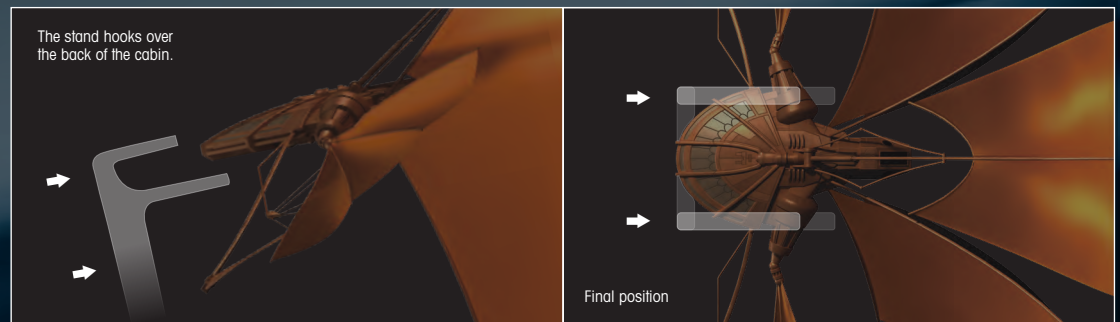 The stand hooks over
the back of the cabin.
Final position